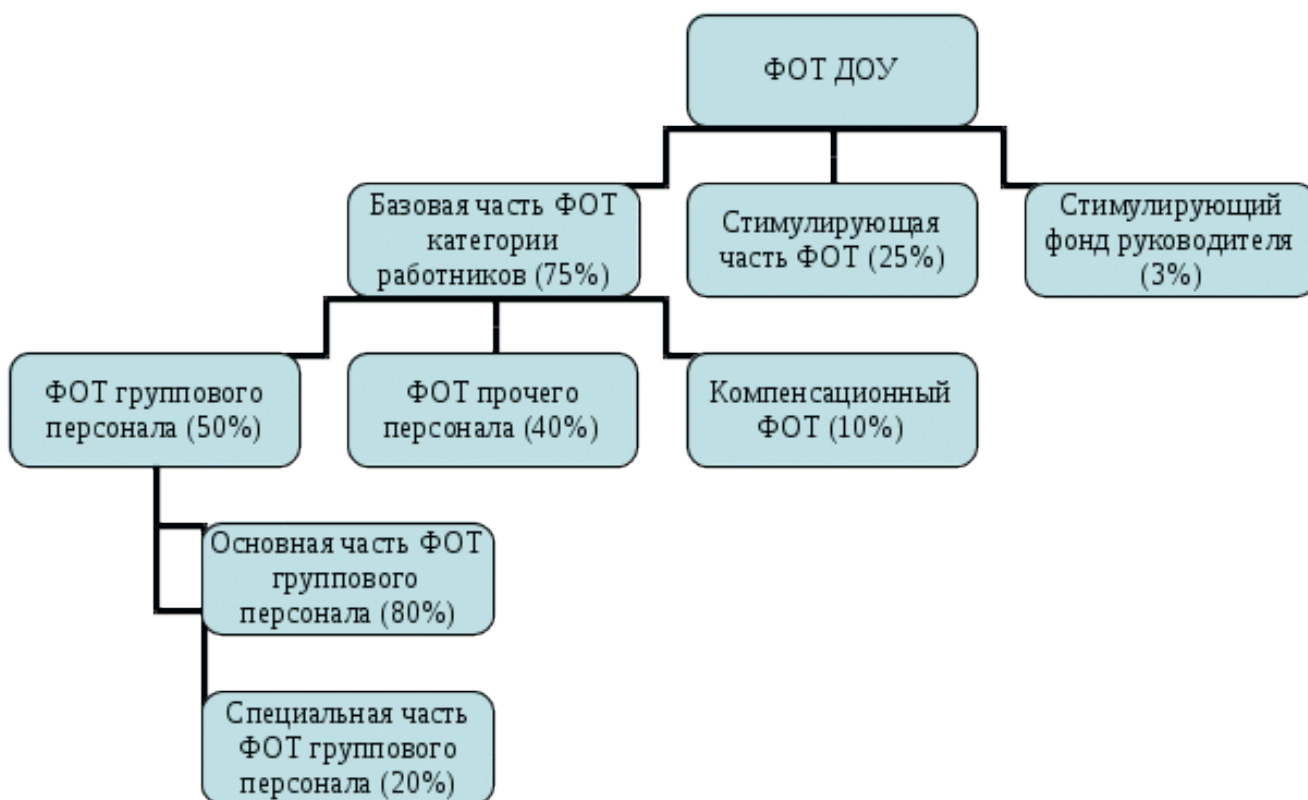 ФОТ ДОУ
Базовая часть ФОТ
категории
работников (75%)
Стимулирующая
часть ФОТ (25%)
Стимулирующий
фонд руководителя
(3%)
ФОТ группового
персонала (50%)
ФОТ прочего
персонала (40%)
Компенсационный
ФОТ (10%)
Основная часть ФОТ
группового
персонала (80%)
Специальная часть
ФОТ группового
персонала (20%)